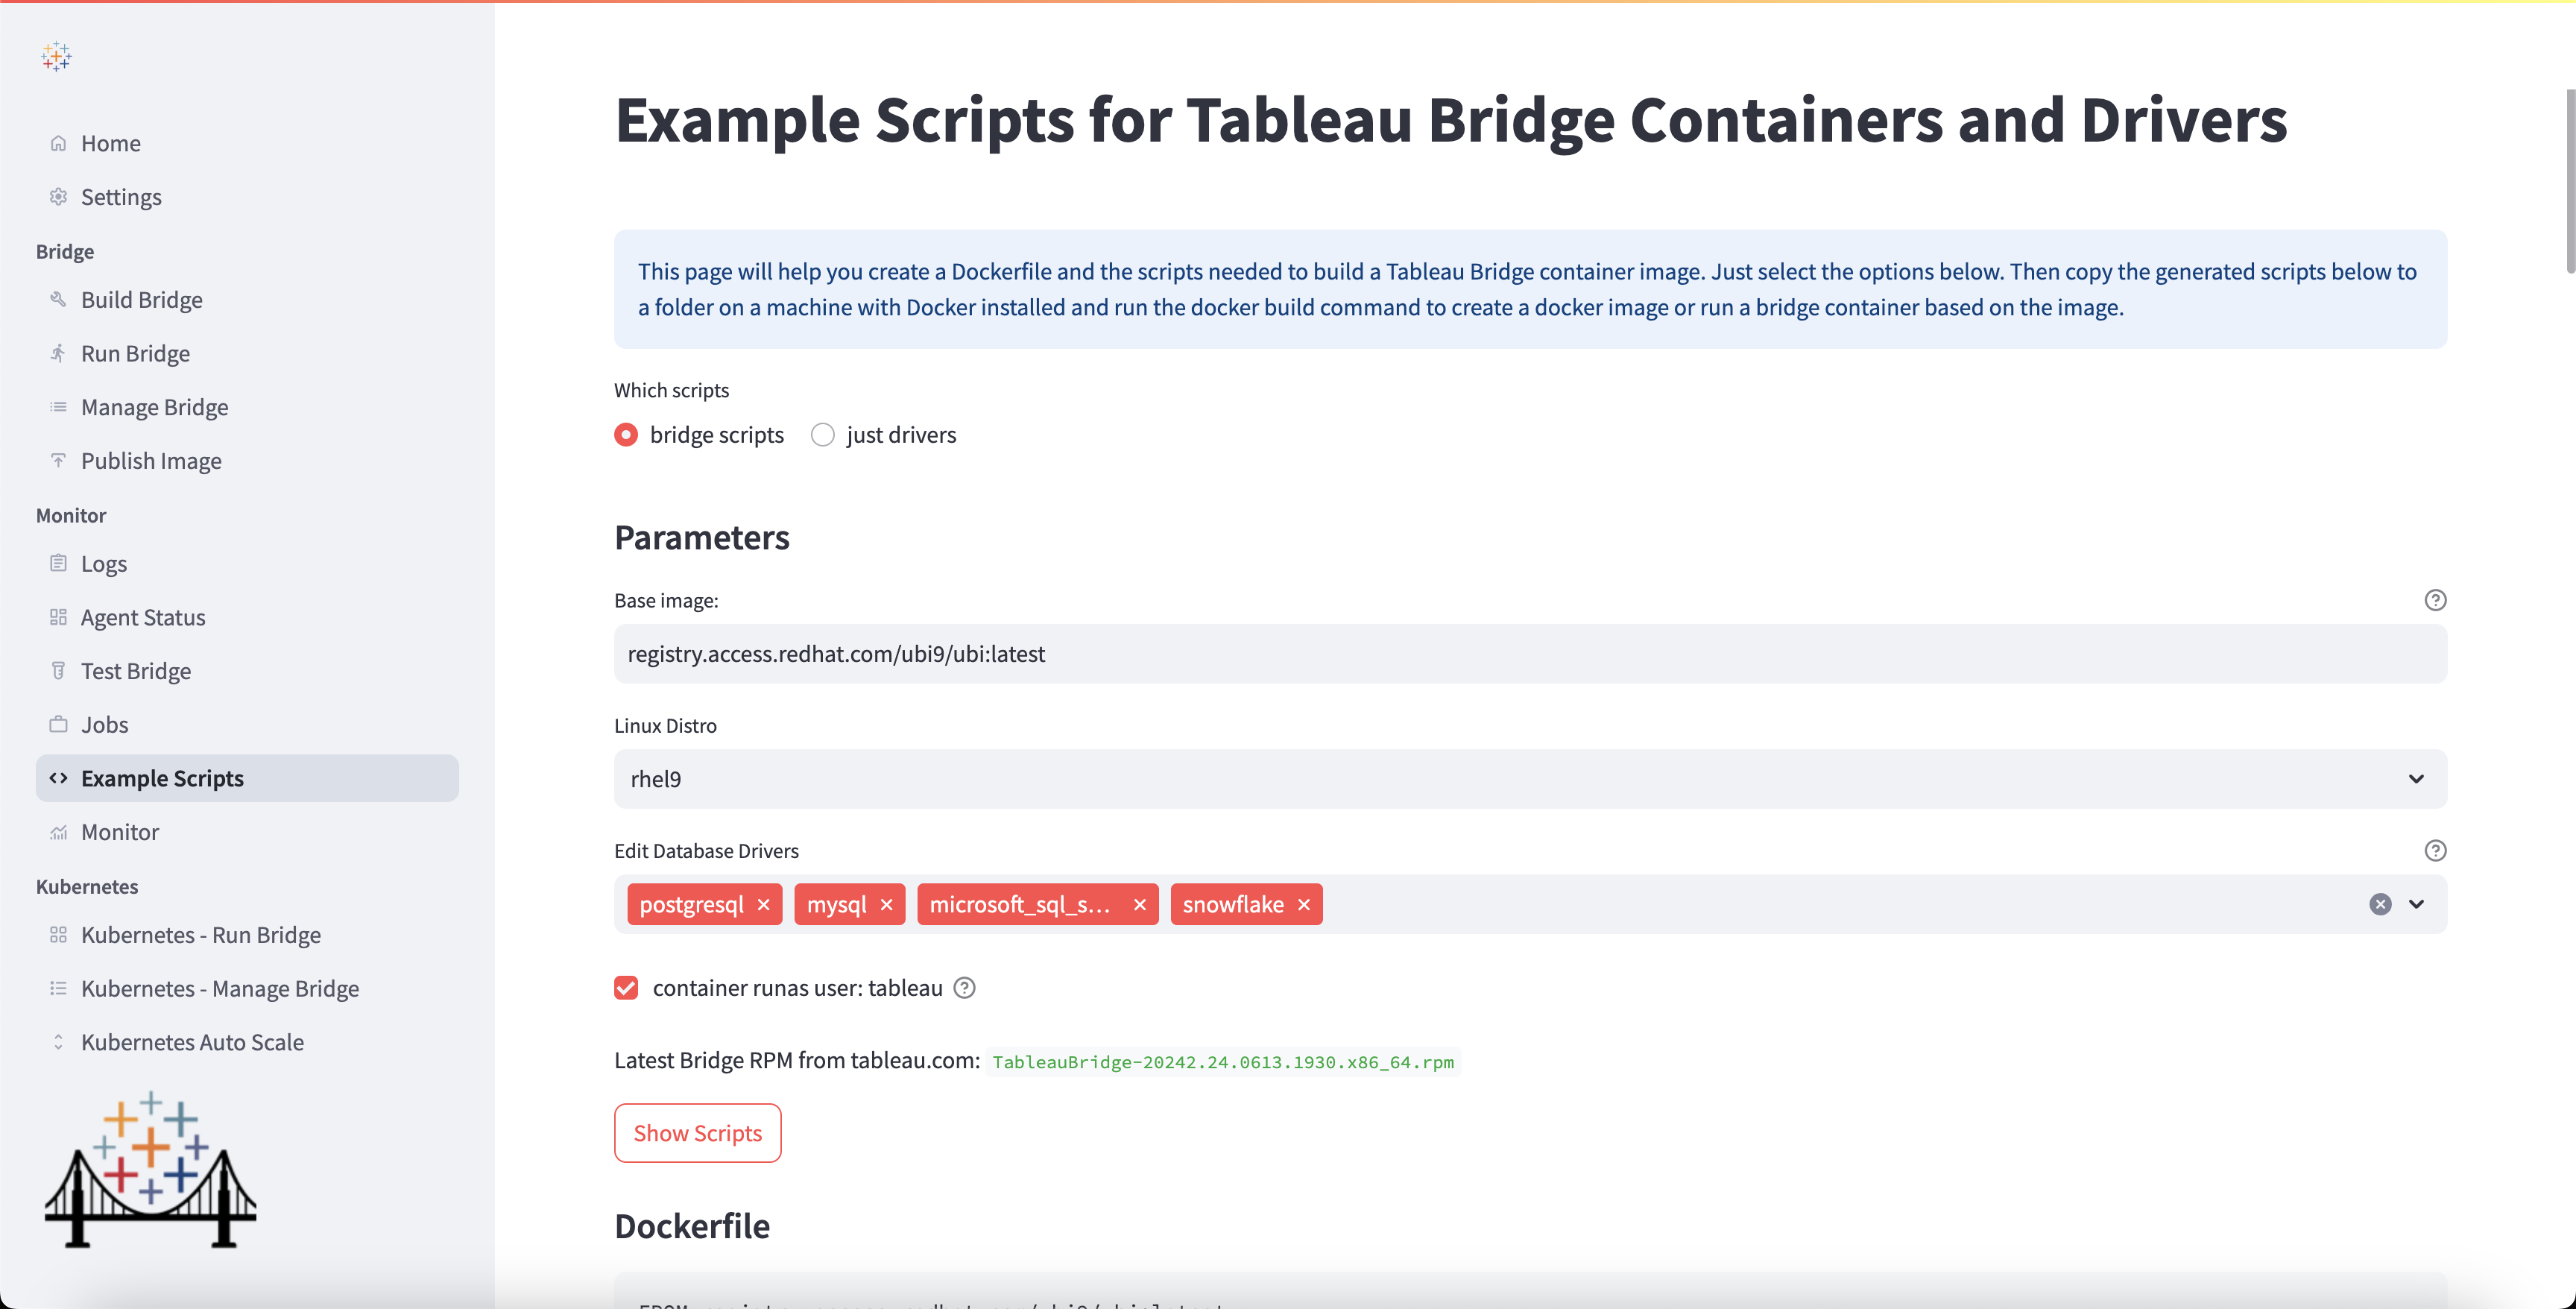 Home
Settings
Bridge
Build Bridge
Run Bridge
Manage Bridge
Publish Image
Monitor
Logs
Agent Status
Test Bridge
Jobs
Example Scripts
Monitor
Kubernetes
Kubernetes - Run Bridge
Kubernetes - Manage Bridge
Kubernetes Auto Scale
Example Scripts for Tableau Bridge Containers and Drivers
This page will help you create a Dockerfile and the scripts needed to build a Tableau Bridge container image. Just select the options below. Then copy the generated scripts below to
a folder on a machine with Docker installed and run the docker build command to create a docker image or run a bridge container based on the image.
Which scripts
bridge scripts just drivers
Parameters
Base image:
registry.access.redhat.com/ubi9/ubi:latest
Linux Distro
rhel9
Edit Database Drivers
postgresql mysql microsoft_sql_s... snowflake
container runas user: tableau
Latest Bridge RPM from tableau.com: TableauBridge-20242.24.0613.1930.x86_64.rpm
Show Scripts
Dockerfile